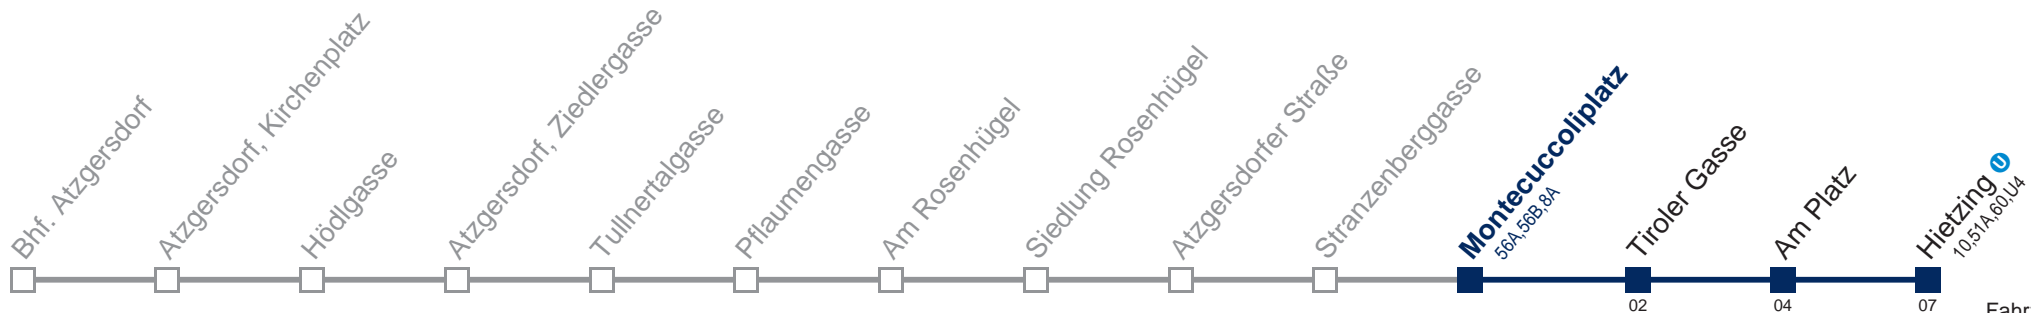 Bhf. Atzgersdorf
Atzgersdorf, Kirchenplatz
Hödlgasse
Atzgersdorf, Ziedlergasse
Tullnertalgasse
Pflaumengasse
Am Rosenhügel
Siedlung Rosenhügel
Atzgersdorfer Straße
Stranzenberggasse
Montecuccoliplatz
56A,56B,8A
Tiroler Gasse
Am Platz
Hietzing U
10,51A,60,U4
02
04
07
Fahr